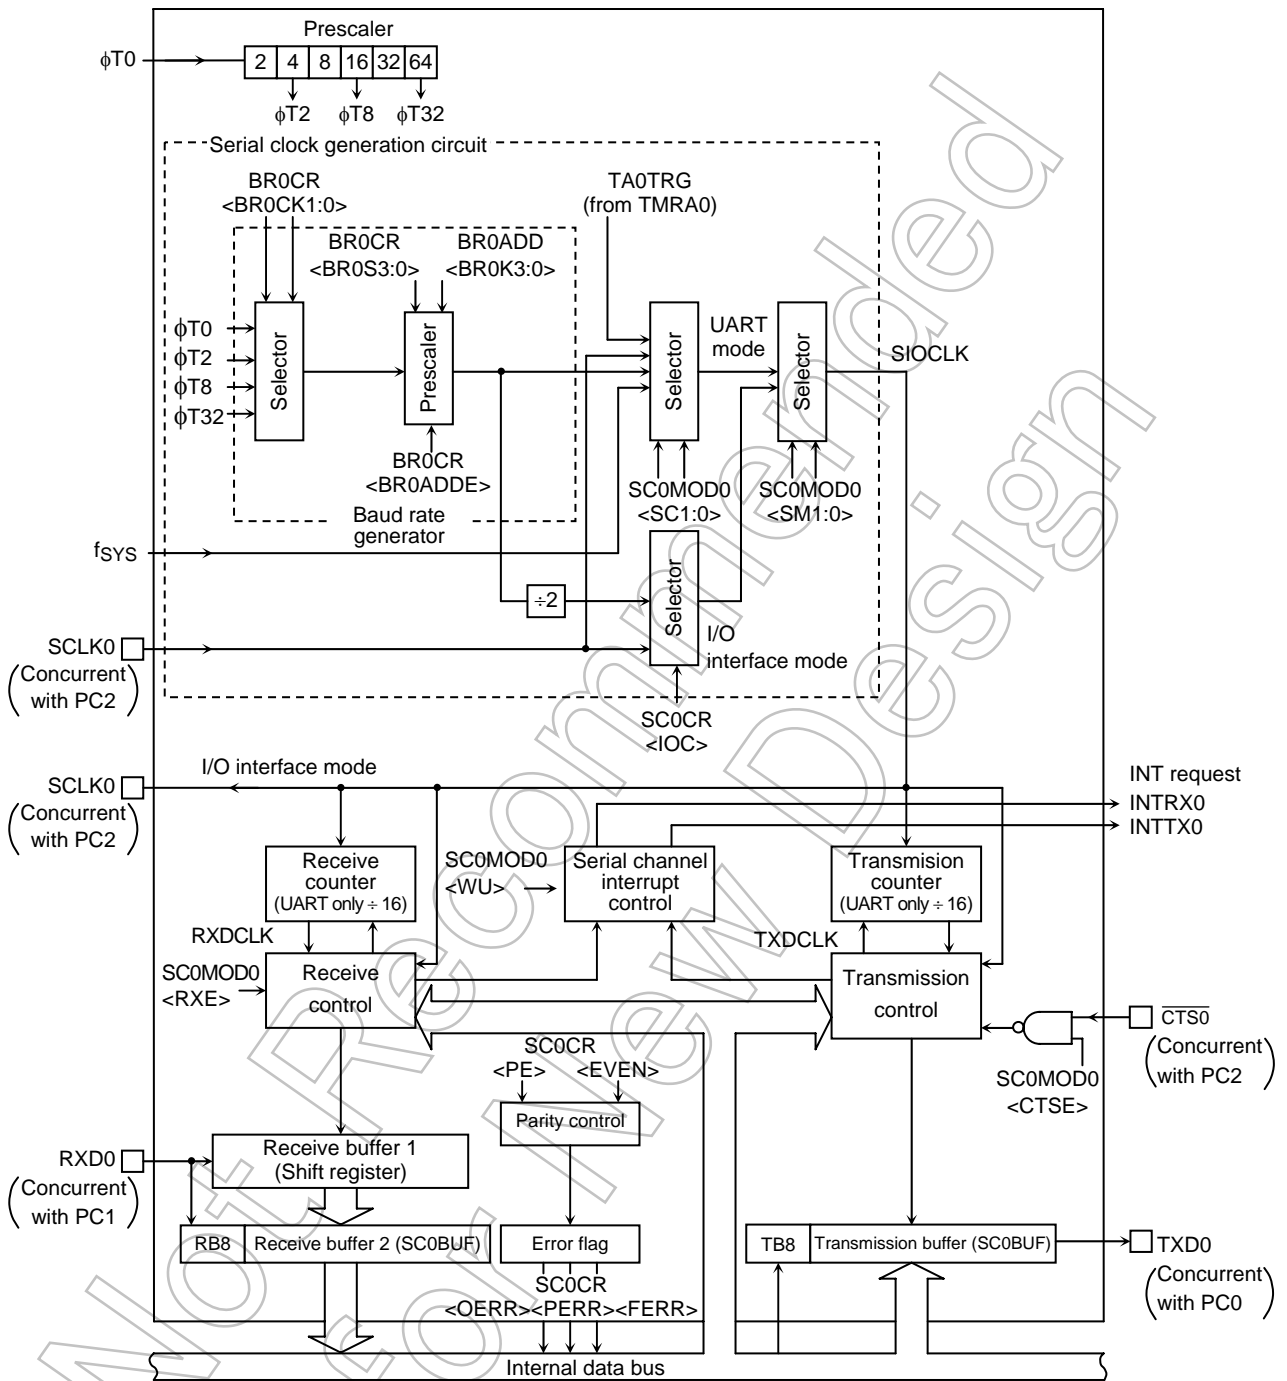 Prescaler
ϕT0
2 4 8 16 32 64
ϕT2 ϕT8 ϕT32
Serial clock generation circuit
BR0CR
<BR0CK1:0>
TA0TRG
(from TMRA0)
BR0CR
<BR0S3:0>
BR0ADD
<BR0K3:0>
ϕT0
ϕT2
ϕT8
ϕT32
Selector
Prescaler
Selector
UART
mode
Selector
SIOCLK
BR0CR
<BR0ADDE>
SC0MOD0
<SC1:0>
SC0MOD0
<SM1:0>
Baud rate
generator
fSYS
÷2
Selector
SCLK0
(Concurrent
with PC2)
I/O
interface mode
SC0CR
<IOC>
SCLK0
(Concurrent
with PC2)
I/O interface mode
INT request
INTRX0
INTTX0
Receive
counter
(UART only ÷ 16)
SC0MOD0
<WU>
Serial channel
interrupt
control
Transmision
counter
(UART only ÷ 16)
RXDCLK
TXDCLK
SC0MOD0
<RXE>
Receive
control
Transmission
control
CTS0
(Concurrent
with PC2)
SC0MOD0
<CTSE>
SC0CR
<PE> <EVEN>
Parity control
RXD0
(Concurrent
with PC1)
Receive buffer 1
(Shift register)
RB8 Receive buffer 2 (SC0BUF)
Error flag
TB8 Transmission buffer (SC0BUF)
TXD0
(Concurrent
with PC0)
SC0CR
<OERR><PERR><FERR>
Internal data bus
Not Recommended
for New Design